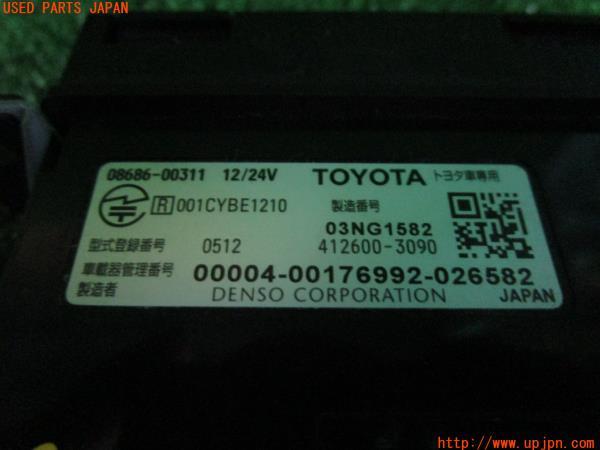 USED PARTS JAPAN
08686-00311 12/24V TOYOTA トヨタ車専用
R 001CYBE1210 製造番号
03NG1582
型式登録番号 0512 412600-3090
車載器管理番号 00004-00176992-026582
製造者 DENSO CORPORATION JAPAN
http://www.upjpn.com